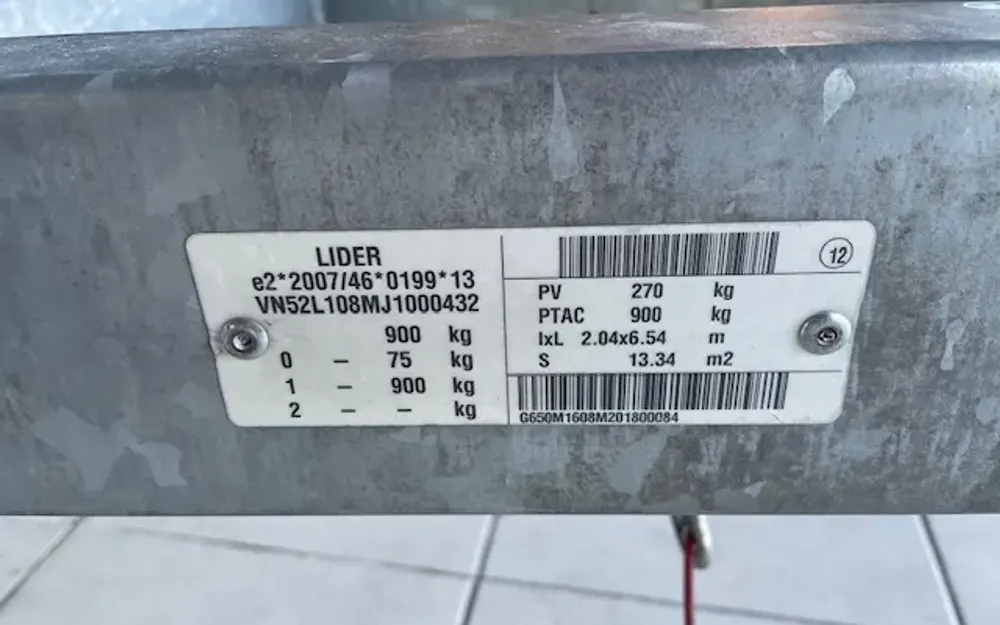 LIDER
e2*2007/46*0199*13
VN52L108MJ1000432
900 kg
0 – 75 kg
1 – 900 kg
2 – – kg
12
PV 270 kg
PTAC 900 kg
lxL 2.04x6.54 m
S 13.34 m2
G650M1608M201800084